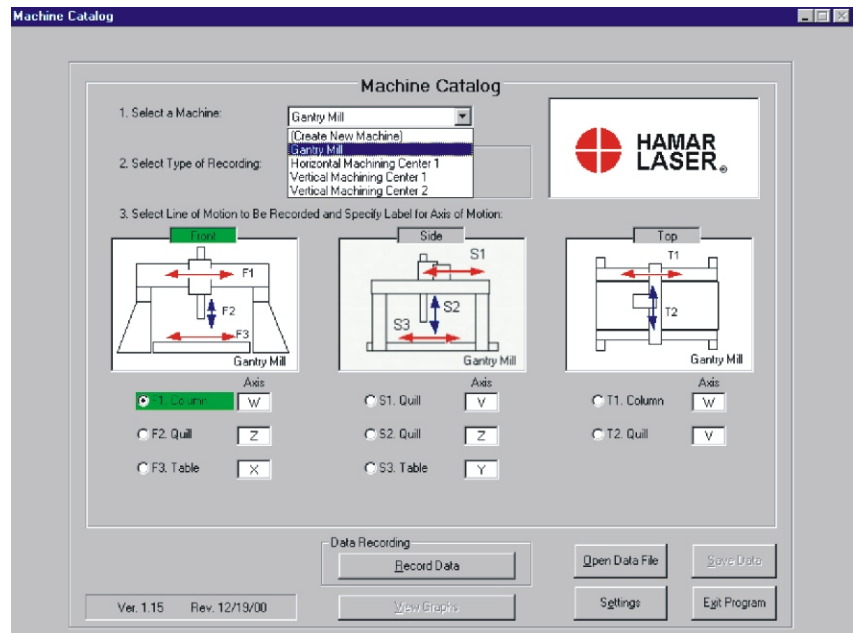 Machine Catalog
Machine Catalog
1. Select a Machine:
Gantry Mill
(Create New Machine)
Gantry Mill
Horizontal Machining Center 1
Vertical Machining Center 1
Vertical Machining Center 2
HAMAR
LASER®
2. Select Type of Recording:
3. Select Line of Motion to Be Recorded and Specify Label for Axis of Motion:
Front Side Top
F1
F2
F3
Gantry Mill
S1
S2
S3
Gantry Mill
T1
T2
Gantry Mill
Axis Axis Axis
F1. Column W S1. Quill V T1. Column W
F2. Quill Z S2. Quill Z T2. Quill V
F3. Table X S3. Table Y
Data Recording
Record Data Open Data File Save Data
Ver. 1.15 Rev. 12/19/00 View Graphs Settings Exit Program